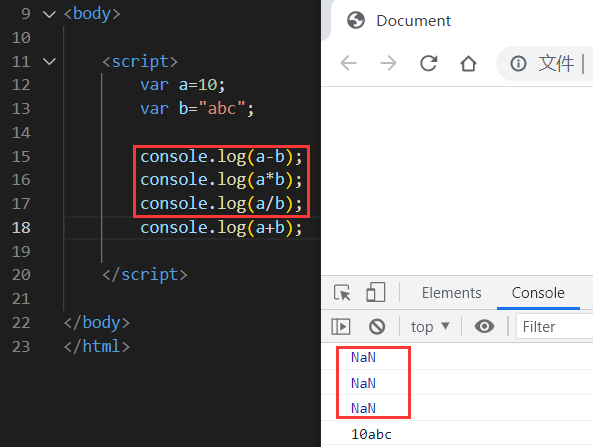 9 <body>
10
11 <script>
12 var a=10;
13 var b="abc";
14
15 console.log(a-b);
16 console.log(a*b);
17 console.log(a/b);
18 console.log(a+b);
19
20 </script>
21
22 </body>
23 </html>
Document
文件
Elements Console
top Filter
NaN
NaN
NaN
10abc